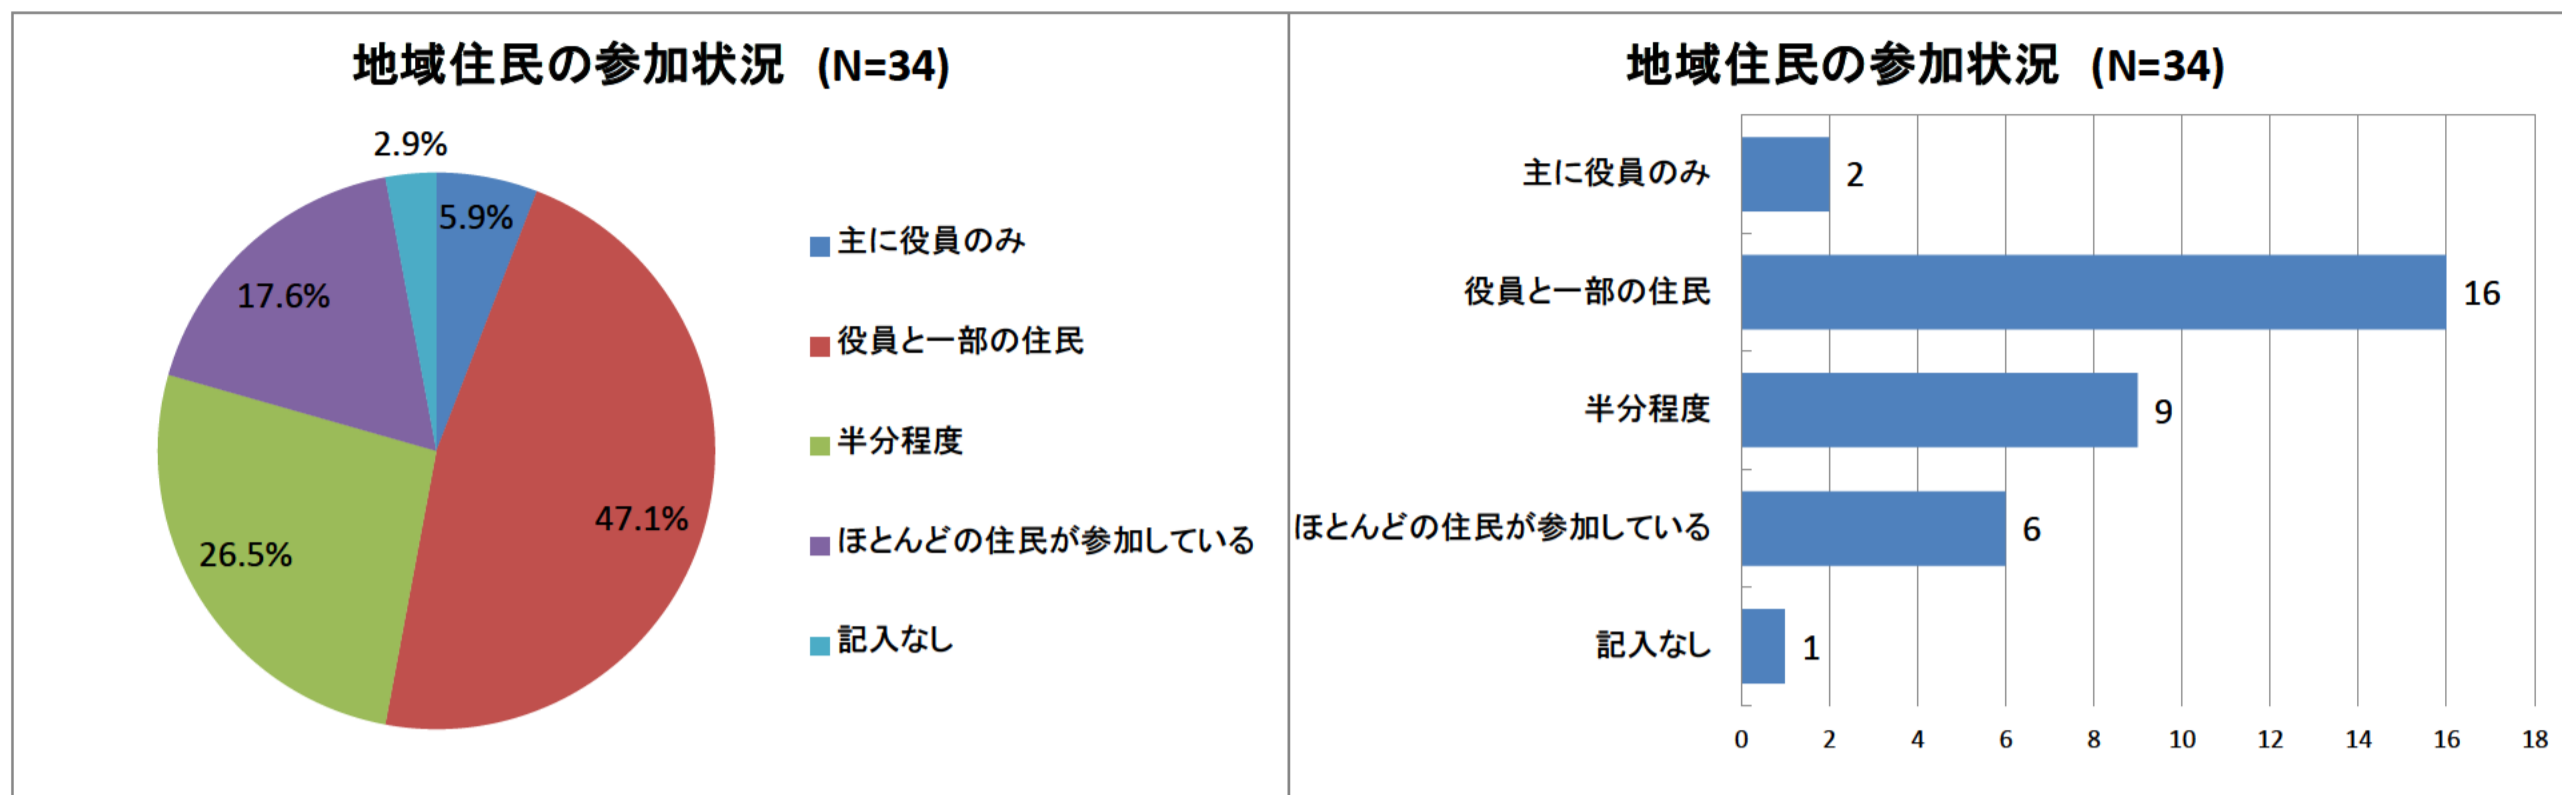 地域住民の参加状況 (N=34)
2.9%
5.9%
17.6%
47.1%
26.5%
主に役員のみ
役員と一部の住民
半分程度
ほとんどの住民が参加している
記入なし
地域住民の参加状況 (N=34)
主に役員のみ 2
役員と一部の住民 16
半分程度 9
ほとんどの住民が参加している 6
記入なし 1
0 2 4 6 8 10 12 14 16 18